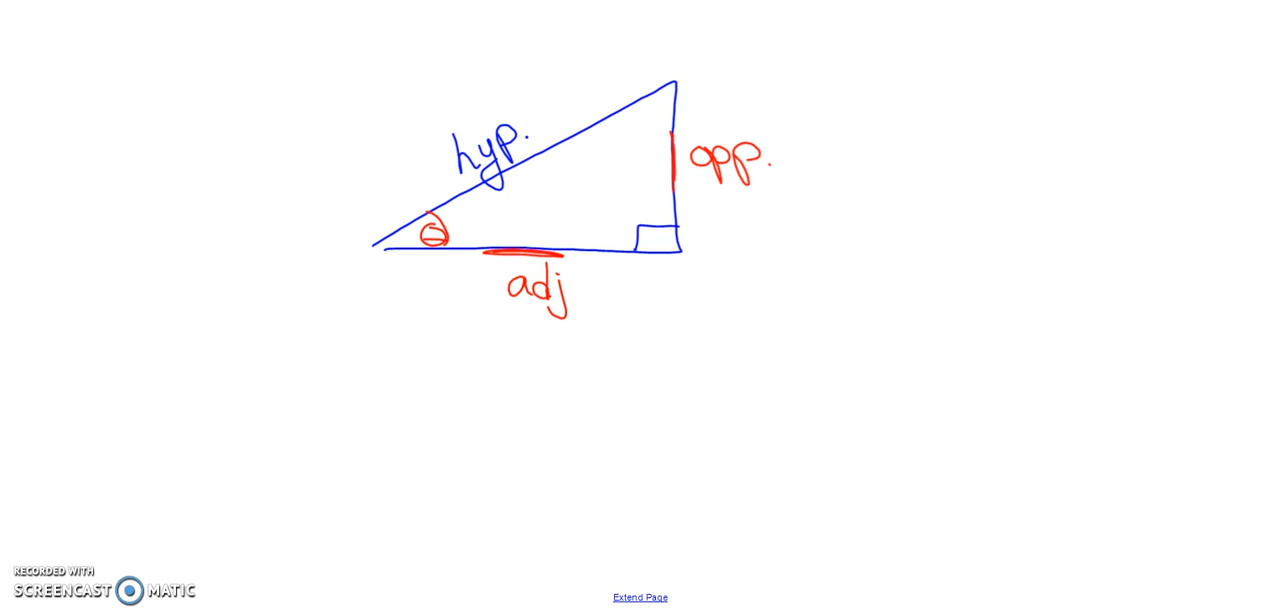 hyp.
opp.
θ
adj
RECORDED WITH
SCREENCAST MATIC
Extend Page